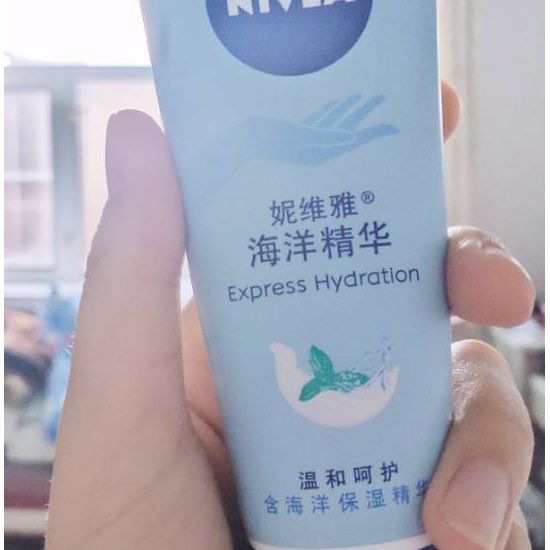 NIVEA
妮维雅®
海洋精华
Express Hydration
温和呵护
含海洋保湿精华